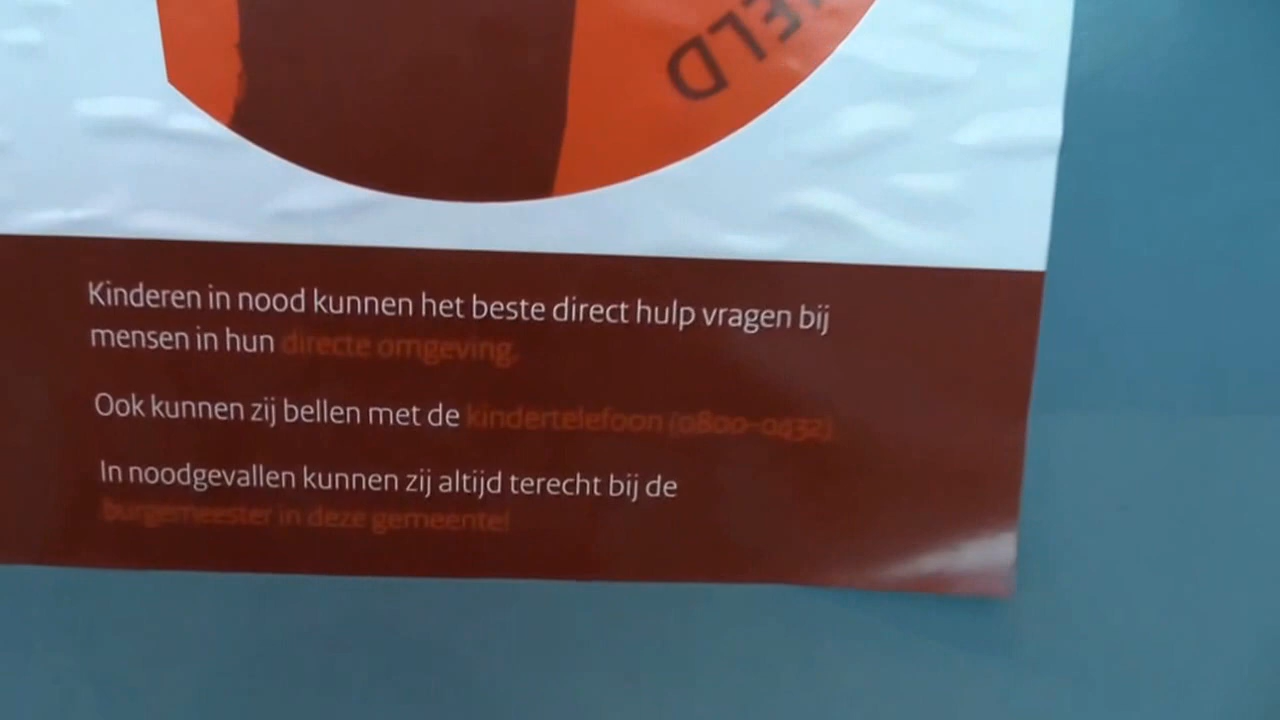 ELD
Kinderen in nood kunnen het beste direct hulp vragen bij
mensen in hun directe omgeving.
Ook kunnen zij bellen met de kindertelefoon (0800-0432)
In noodgevallen kunnen zij altijd terecht bij de
burgemeester in deze gemeente!